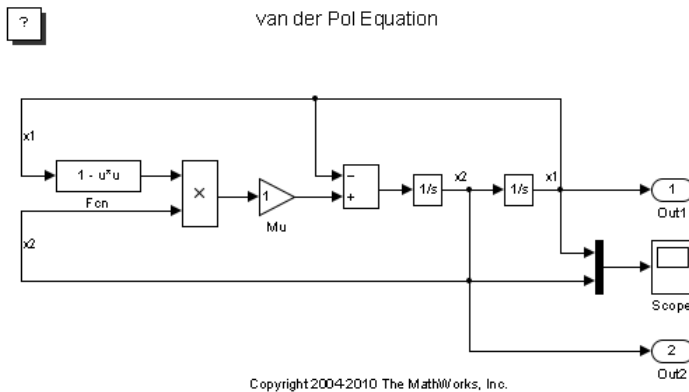 ?
van der Pol Equation
x1
1 - u*u
Fcn
×
1
Mu
−
+
1/s
x2
1/s
x1
1
Out1
x2
Scope
2
Out2
Copyright 2004-2010 The MathWorks, Inc.